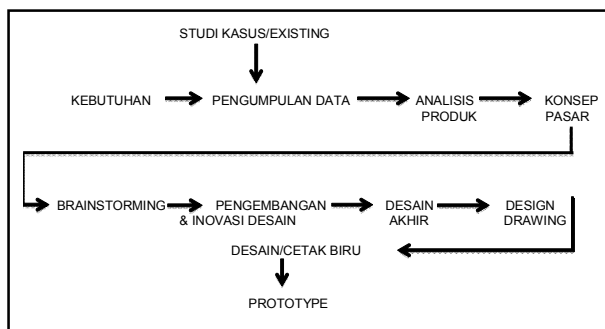 STUDI KASUS/EXISTING
KEBUTUHAN
PENGUMPULAN DATA
ANALISIS
PRODUK
KONSEP
PASAR
BRAINSTORMING
PENGEMBANGAN
& INOVASI DESAIN
DESAIN
AKHIR
DESIGN
DRAWING
DESAIN/CETAK BIRU
PROTOTYPE